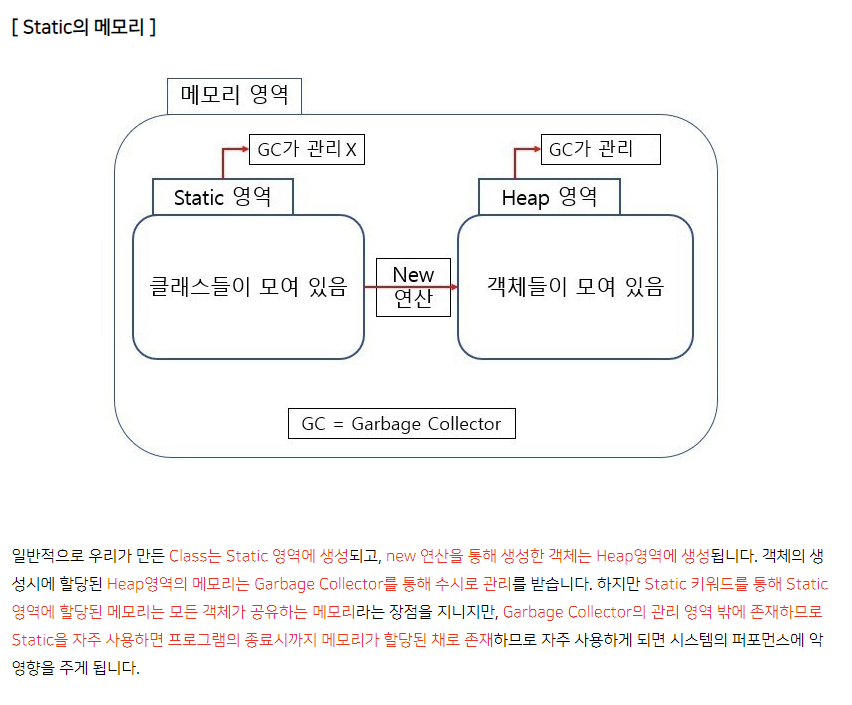 [ Static의 메모리 ]
메모리 영역
GC가 관리 X
GC가 관리
Static 영역
Heap 영역
클래스들이 모여 있음
New
연산
객체들이 모여 있음
GC = Garbage Collector
일반적으로 우리가 만든 Class는 Static 영역에 생성되고, new 연산을 통해 생성한 객체는 Heap영역에 생성됩니다. 객체의 생
성시에 할당된 Heap영역의 메모리는 Garbage Collector를 통해 수시로 관리를 받습니다. 하지만 Static 키워드를 통해 Static
영역에 할당된 메모리는 모든 객체가 공유하는 메모리라는 장점을 지니지만, Garbage Collector의 관리 영역 밖에 존재하므로
Static을 자주 사용하면 프로그램의 종료시까지 메모리가 할당된 채로 존재하므로 자주 사용하게 되면 시스템의 퍼포먼스에 악
영향을 주게 됩니다.